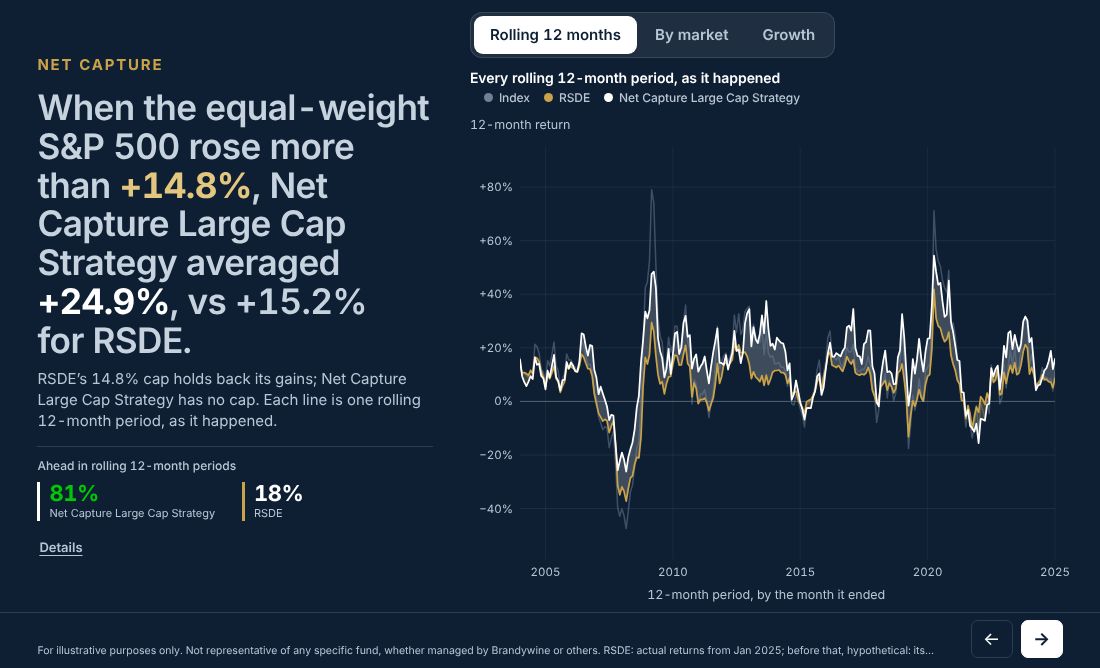 NET CAPTURE
When the equal-weight
S&P 500 rose more
than +14.8%, Net
Capture Large Cap
Strategy averaged
+24.9%, vs +15.2%
for RSDE.
RSDE's 14.8% cap holds back its gains; Net Capture
Large Cap Strategy has no cap. Each line is one rolling
12-month period, as it happened.
Ahead in rolling 12-month periods
81%
Net Capture Large Cap Strategy
18%
RSDE
Details
Rolling 12 months By market Growth
Every rolling 12-month period, as it happened
Index RSDE Net Capture Large Cap Strategy
12-month return
+80%
+60%
+40%
+20%
0%
−20%
−40%
2005 2010 2015 2020 2025
12-month period, by the month it ended
For illustrative purposes only. Not representative of any specific fund, whether managed by Brandywine or others. RSDE: actual returns from Jan 2025; before that, hypothetical: its…
← →